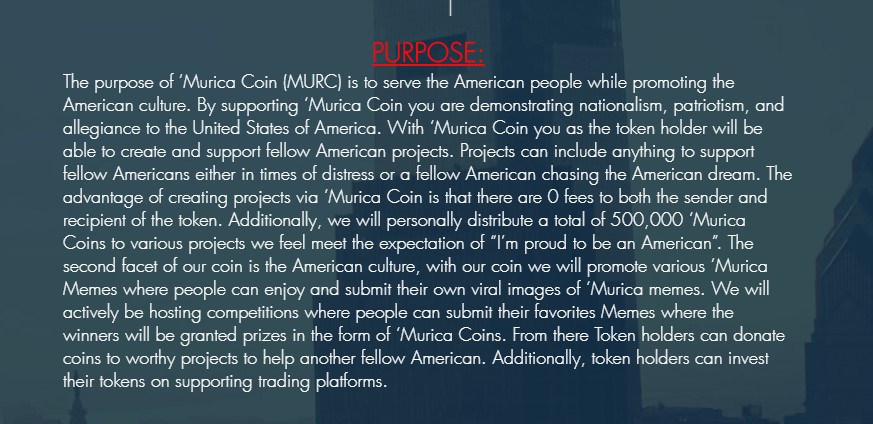 PURPOSE:
The purpose of ‘Murica Coin (MURC) is to serve the American people while promoting the
American culture. By supporting ‘Murica Coin you are demonstrating nationalism, patriotism, and
allegiance to the United States of America. With ‘Murica Coin you as the token holder will be
able to create and support fellow American projects. Projects can include anything to support
fellow Americans either in times of distress or a fellow American chasing the American dream. The
advantage of creating projects via ‘Murica Coin is that there are 0 fees to both the sender and
recipient of the token. Additionally, we will personally distribute a total of 500,000 ‘Murica
Coins to various projects we feel meet the expectation of "I'm proud to be an American". The
second facet of our coin is the American culture, with our coin we will promote various ‘Murica
Memes where people can enjoy and submit their own viral images of ‘Murica memes. We will
actively be hosting competitions where people can submit their favorites Memes where the
winners will be granted prizes in the form of ‘Murica Coins. From there Token holders can donate
coins to worthy projects to help another fellow American. Additionally, token holders can invest
their tokens on supporting trading platforms.